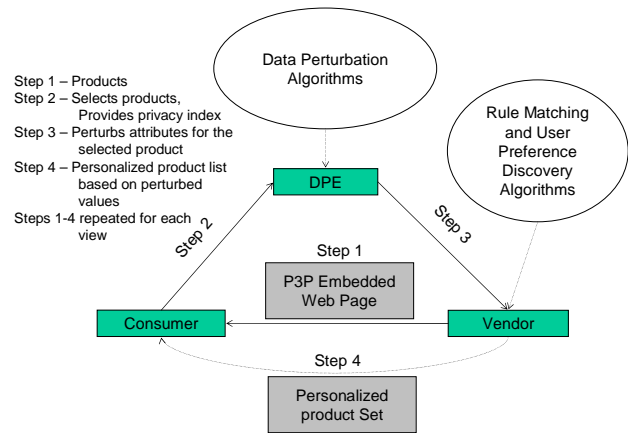 Data Perturbation
Algorithms
Step 1 – Products
Step 2 – Selects products,
Provides privacy index
Step 3 – Perturbs attributes for the
selected product
Step 4 – Personalized product list
based on perturbed
values
Steps 1-4 repeated for each
view
Rule Matching
and User
Preference
Discovery
Algorithms
DPE
Step 2
Step 3
Step 1
P3P Embedded
Web Page
Consumer
Vendor
Step 4
Personalized
product Set